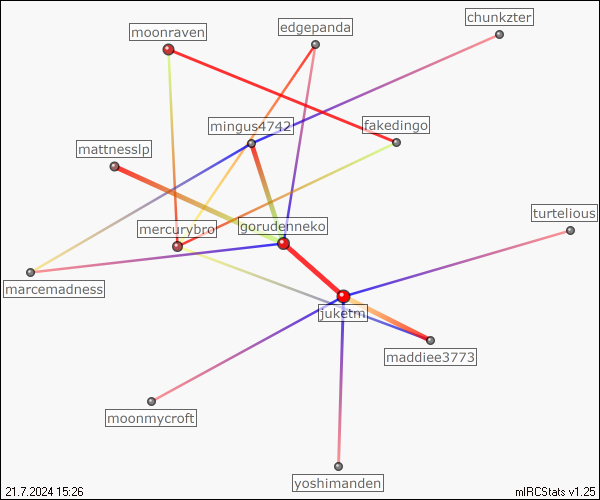 chunkzter
edgepanda
moonraven
mingus4742
fakedingo
mattnesslp
turtelious
gorudenneko
mercurybro
marcemadness
juketm
maddiee3773
moonmycroft
yoshimanden
21.7.2024 15:26
mIRCStats v1.25